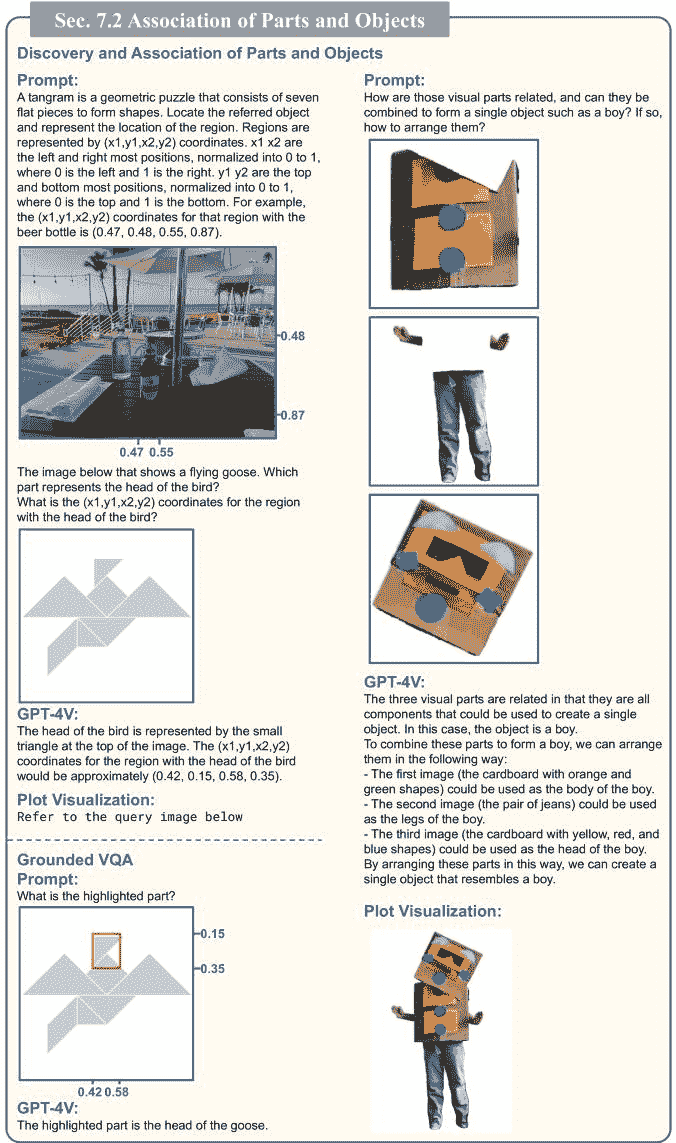 Sec. 7.2 Association of Parts and Objects
Discovery and Association of Parts and Objects
Prompt:
A tangram is a geometric puzzle that consists of seven
flat pieces to form shapes. Locate the referred object
and represent the location of the region. Regions are
represented by (x1,y1,x2,y2) coordinates. x1 x2 are
the left and right most positions, normalized into 0 to 1,
where 0 is the left and 1 is the right. y1 y2 are the top
and bottom most positions, normalized into 0 to 1,
where 0 is the top and 1 is the bottom. For example,
the (x1,y1,x2,y2) coordinates for that region with the
beer bottle is (0.47, 0.48, 0.55, 0.87).
0.48
0.87
0.47 0.55
The image below that shows a flying goose. Which
part represents the head of the bird?
What is the (x1,y1,x2,y2) coordinates for the region
with the head of the bird?
GPT-4V:
The head of the bird is represented by the small
triangle at the top of the image. The (x1,y1,x2,y2)
coordinates for the region with the head of the bird
would be approximately (0.42, 0.15, 0.58, 0.35).
Plot Visualization:
Refer to the query image below
Grounded VQA
Prompt:
What is the highlighted part?
0.15
0.35
0.42 0.58
GPT-4V:
The highlighted part is the head of the goose.
Prompt:
How are those visual parts related, and can they be
combined to form a single object such as a boy? If so,
how to arrange them?
GPT-4V:
The three visual parts are related in that they are all
components that could be used to create a single
object. In this case, the object is a boy.
To combine these parts to form a boy, we can arrange
them in the following way:
- The first image (the cardboard with orange and
green shapes) could be used as the body of the boy.
- The second image (the pair of jeans) could be used
as the legs of the boy.
- The third image (the cardboard with yellow, red, and
blue shapes) could be used as the head of the boy.
By arranging these parts in this way, we can create a
single object that resembles a boy.
Plot Visualization: